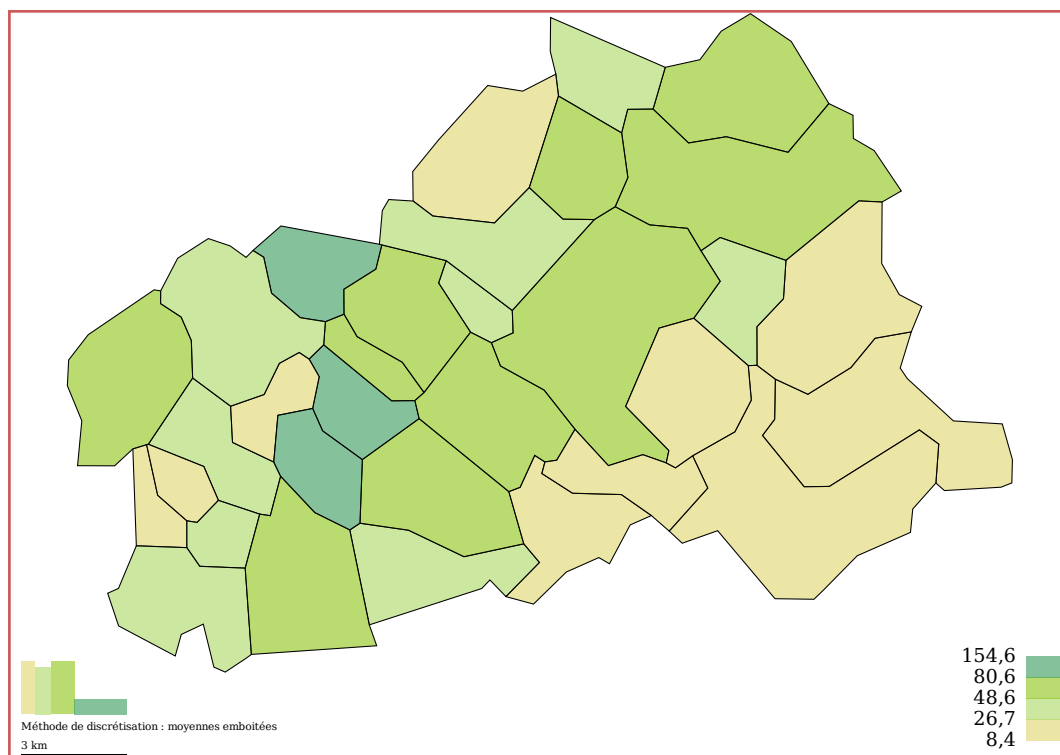 154,6
80,6
48,6
26,7
8,4
Méthode de discrétisation : moyennes emboitées
3 km